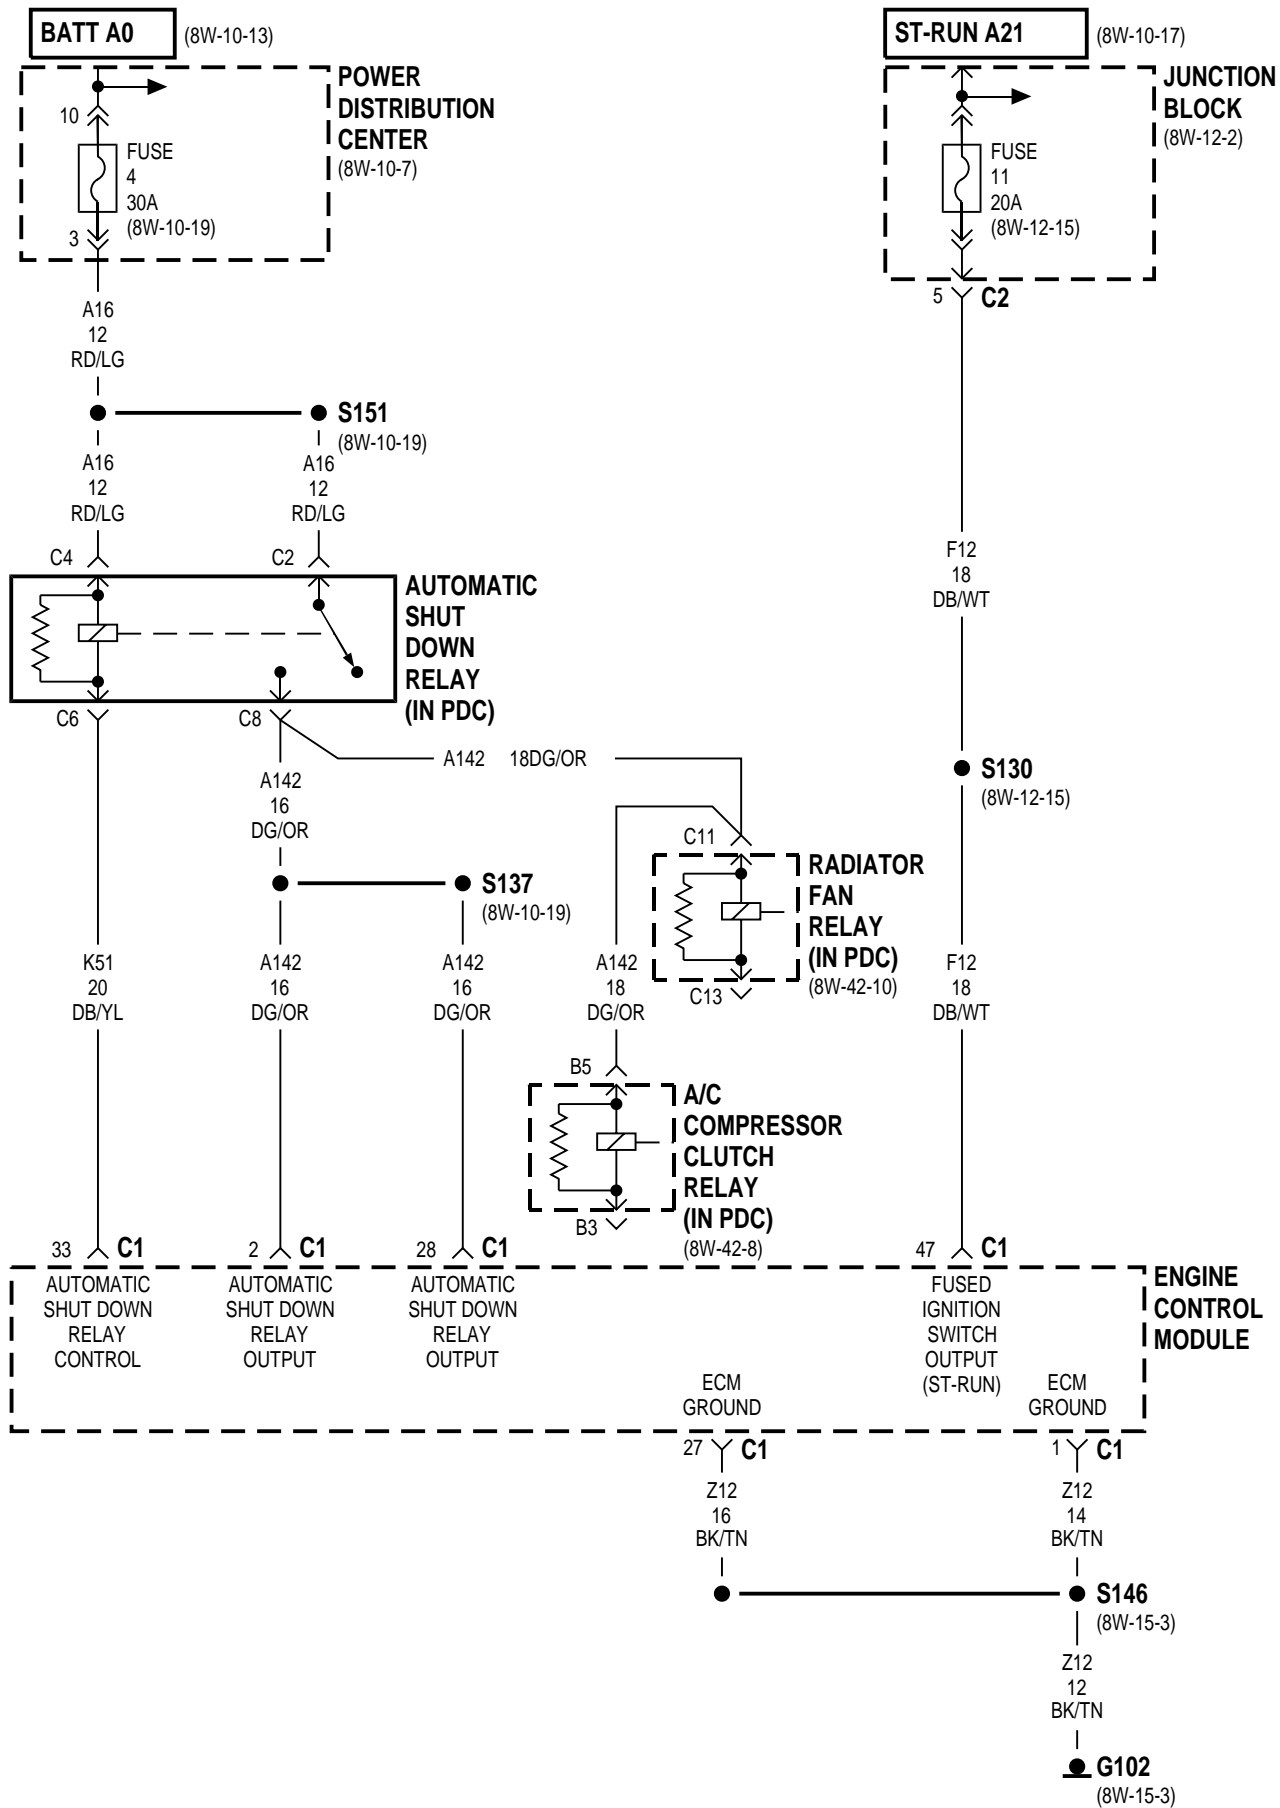 BATT A0 (8W-10-13)
ST-RUN A21 (8W-10-17)
POWER
DISTRIBUTION
CENTER
(8W-10-7)
10
FUSE
4
30A
(8W-10-19)
3
JUNCTION
BLOCK
(8W-12-2)
FUSE
11
20A
(8W-12-15)
5 C2
A16
12
RD/LG
S151
(8W-10-19)
A16
12
RD/LG
A16
12
RD/LG
C4
C2
AUTOMATIC
SHUT
DOWN
RELAY
(IN PDC)
C6
C8
F12
18
DB/WT
A142 18DG/OR
A142
16
DG/OR
S130
(8W-12-15)
C11
RADIATOR
FAN
RELAY
(IN PDC)
(8W-42-10)
C13
S137
(8W-10-19)
K51
20
DB/YL
A142
16
DG/OR
A142
16
DG/OR
A142
18
DG/OR
F12
18
DB/WT
B5
A/C
COMPRESSOR
CLUTCH
RELAY
(IN PDC)
(8W-42-8)
B3
33 C1
2 C1
28 C1
47 C1
AUTOMATIC
SHUT DOWN
RELAY
CONTROL
AUTOMATIC
SHUT DOWN
RELAY
OUTPUT
AUTOMATIC
SHUT DOWN
RELAY
OUTPUT
FUSED
IGNITION
SWITCH
OUTPUT
(ST-RUN)
ENGINE
CONTROL
MODULE
ECM
GROUND
ECM
GROUND
27 C1
1 C1
Z12
16
BK/TN
Z12
14
BK/TN
S146
(8W-15-3)
Z12
12
BK/TN
G102
(8W-15-3)